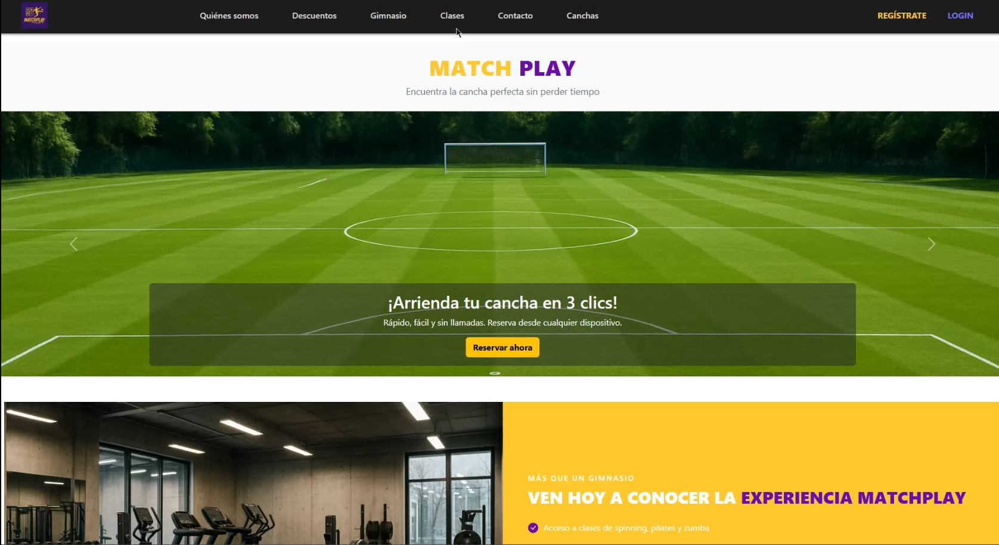 MATCHPLAY
Quiénes somos Descuentos Gimnasio Clases Contacto Canchas REGÍSTRATE LOGIN
MATCH PLAY
Encuentra la cancha perfecta sin perder tiempo
¡Arrienda tu cancha en 3 clics!
Rápido, fácil y sin llamadas. Reserva desde cualquier dispositivo.
Reservar ahora
MÁS QUE UN GIMNASIO
VEN HOY A CONOCER LA EXPERIENCIA MATCHPLAY
Acceso a clases de spinning, pilates y zumba